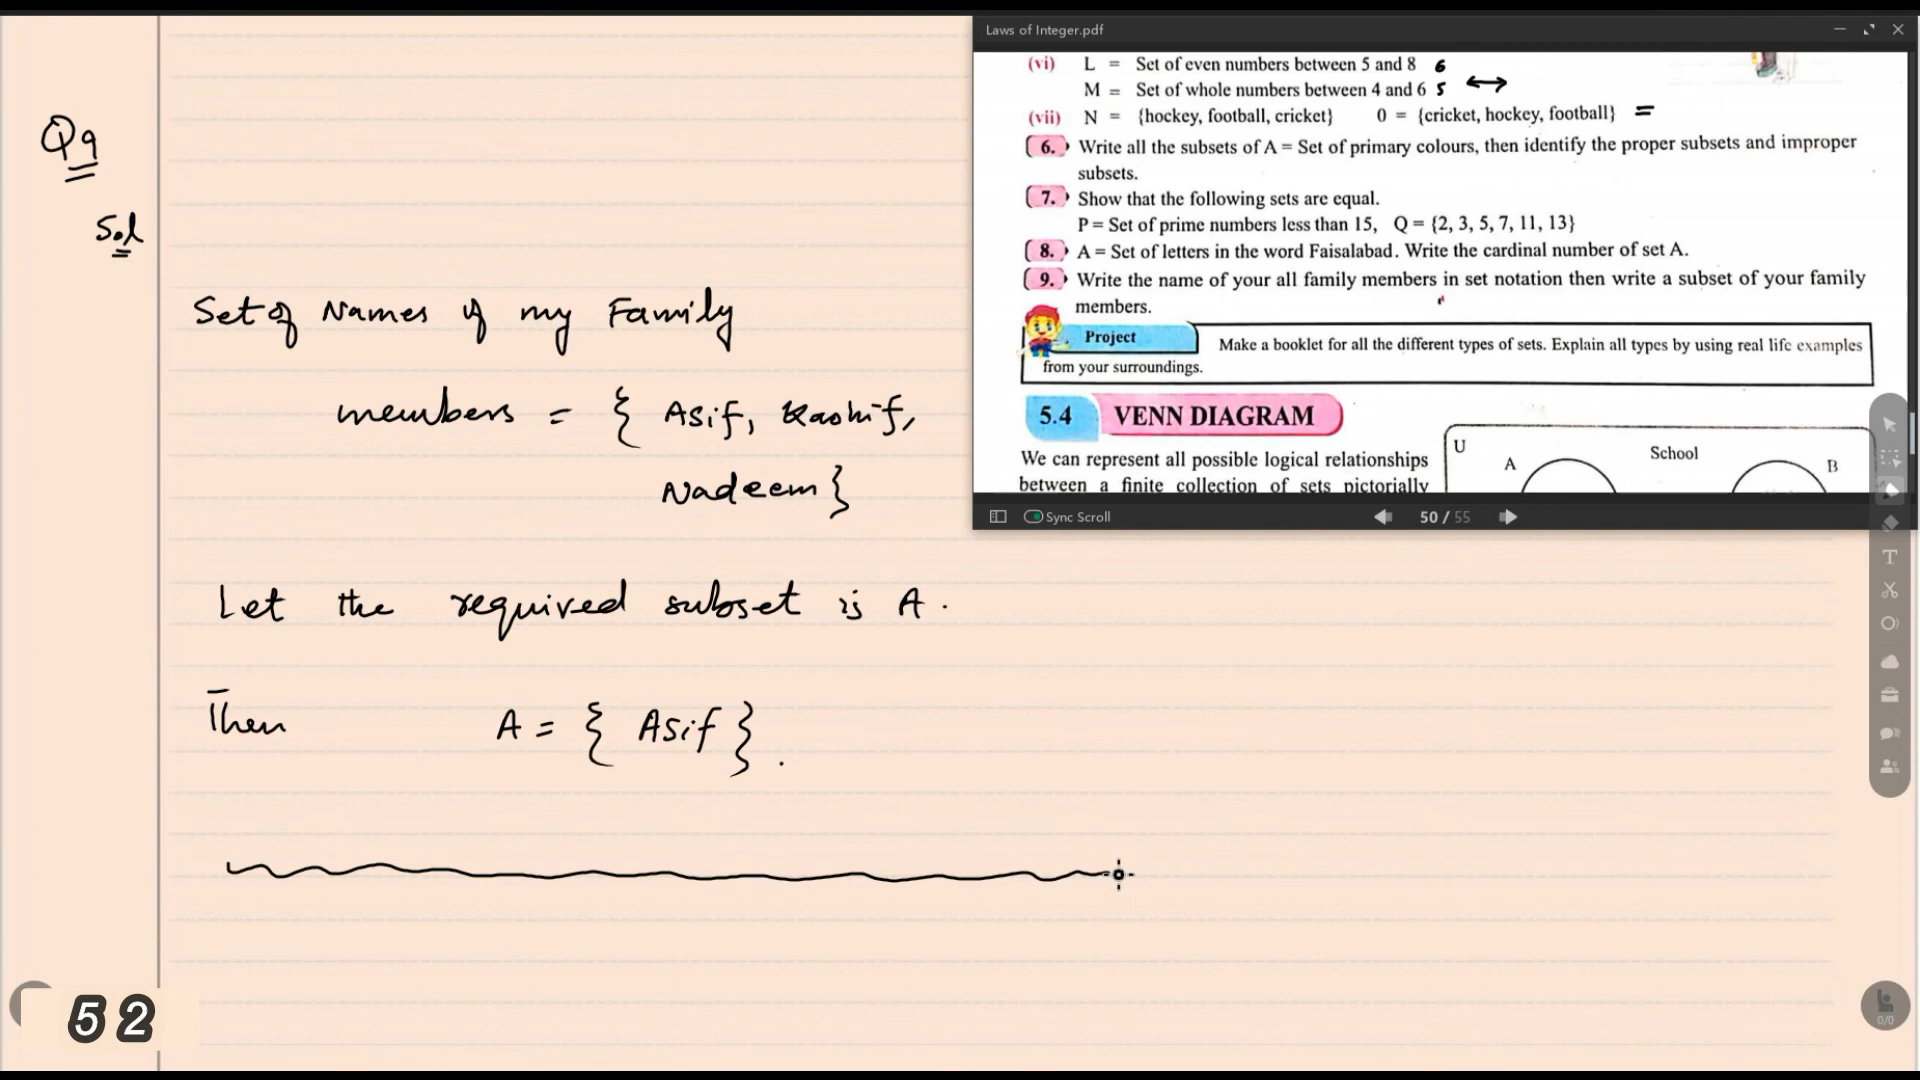 Q9
Sol
Set of Names of my Family
members = { Asif, Kashif,
Nadeem }
Let the required subset is A.
Then A = { Asif }.
52
Laws of Integer.pdf
(vi) L = Set of even numbers between 5 and 8 6
M = Set of whole numbers between 4 and 6 5 ↔
(vii) N = {hockey, football, cricket} 0 = {cricket, hockey, football} =
6. Write all the subsets of A = Set of primary colours, then identify the proper subsets and improper
subsets.
7. Show that the following sets are equal.
P = Set of prime numbers less than 15, Q = {2, 3, 5, 7, 11, 13}
8. A = Set of letters in the word Faisalabad. Write the cardinal number of set A.
9. Write the name of your all family members in set notation then write a subset of your family
members.
Project Make a booklet for all the different types of sets. Explain all types by using real life examples
from your surroundings.
5.4 VENN DIAGRAM
We can represent all possible logical relationships
between a finite collection of sets pictorially
U
A School B
Sync Scroll 50 / 55
T
0/0